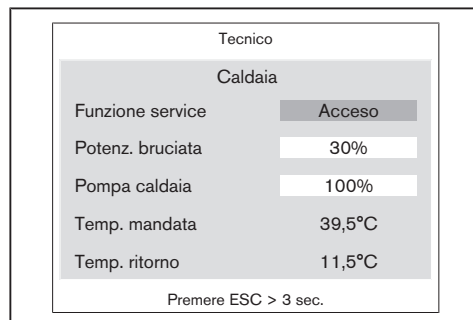 Tecnico
Caldaia
Funzione service Acceso
Potenz. bruciata 30%
Pompa caldaia 100%
Temp. mandata 39,5°C
Temp. ritorno 11,5°C
Premere ESC > 3 sec.